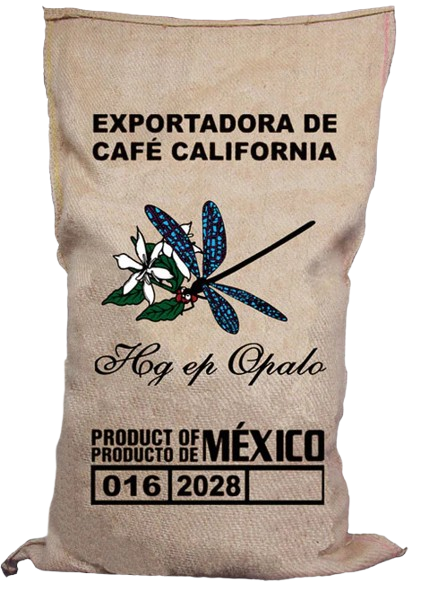 EXPORTADORA DE
CAFÉ CALIFORNIA
Hg ep Opalo
PRODUCT OF
PRODUCTO DE MÉXICO
016 2028